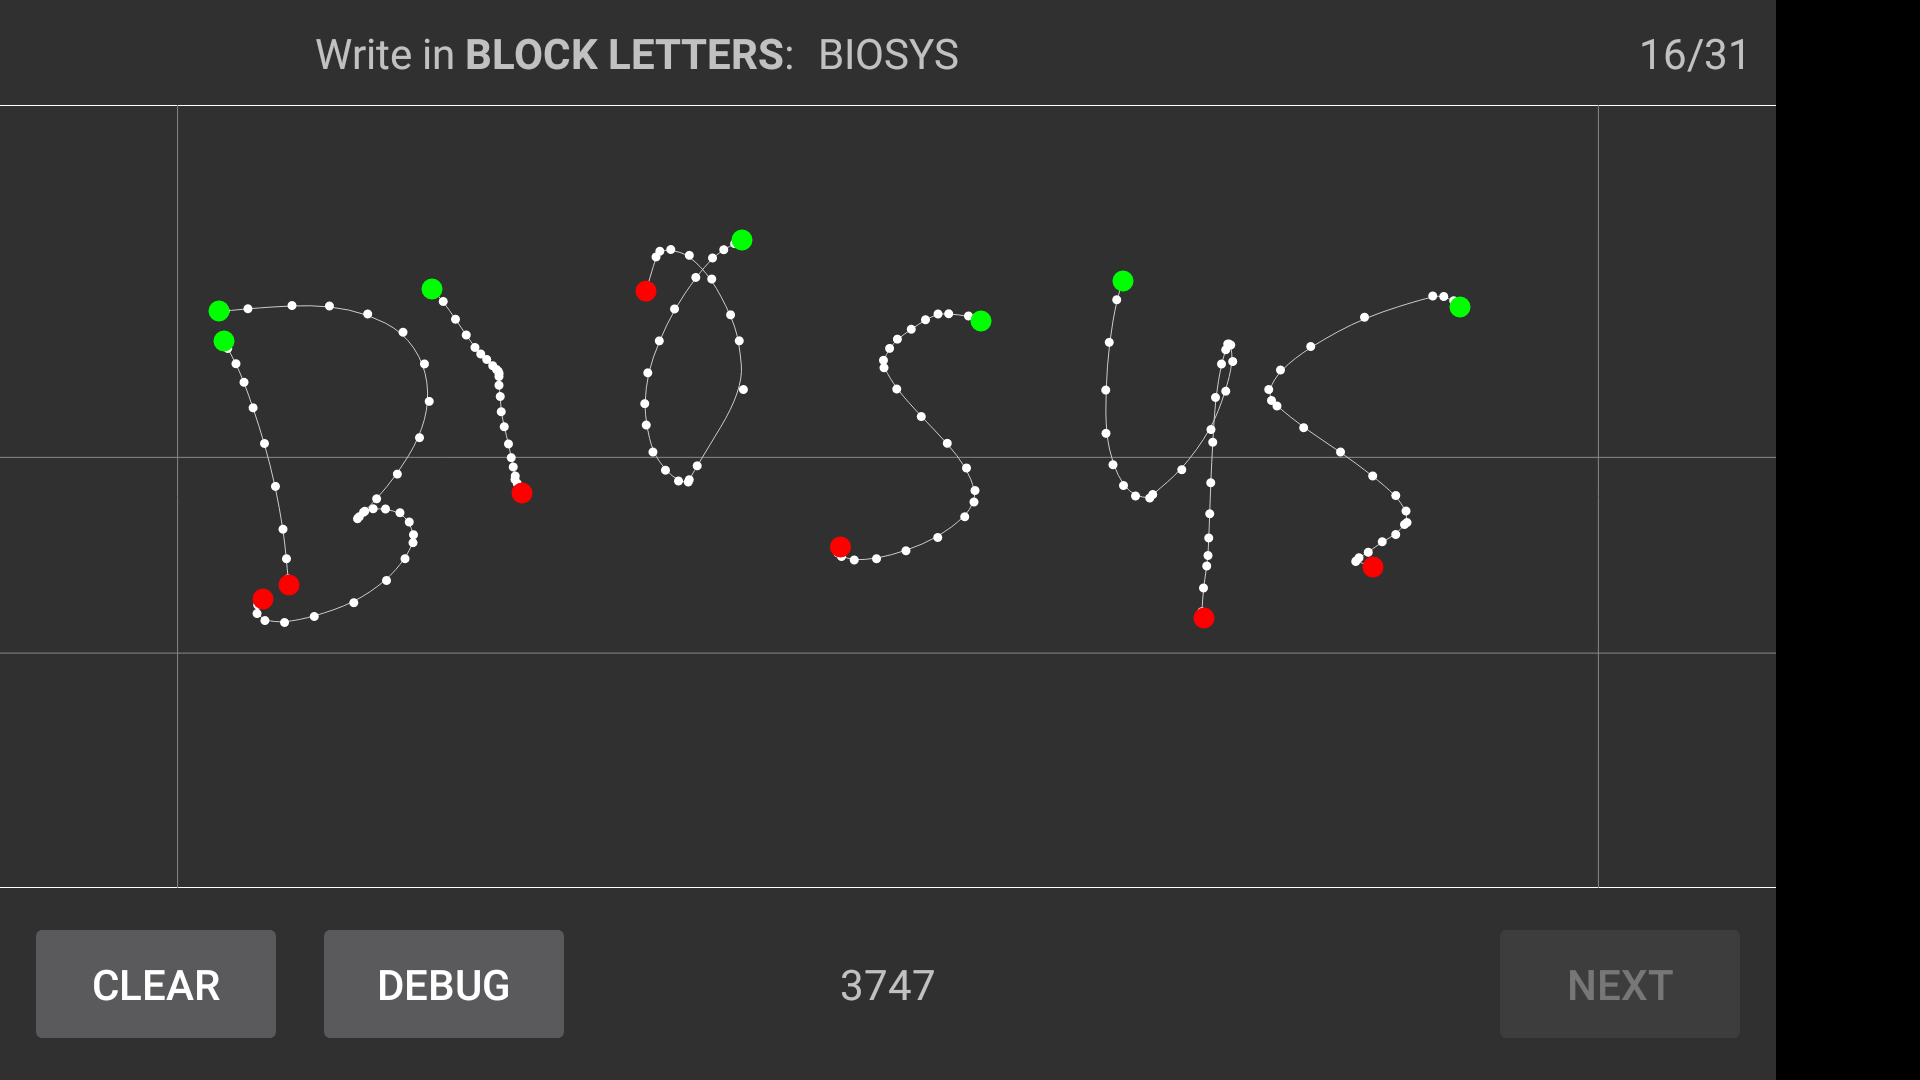 Write in BLOCK LETTERS: BIOSYS 16/31
BIOSYS
CLEAR DEBUG 3747 NEXT